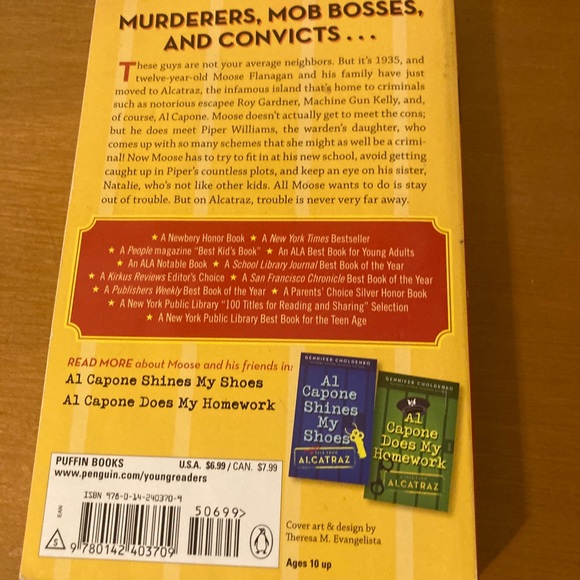 MURDERERS, MOB BOSSES,
AND CONVICTS . . .
These guys are not your average neighbors. But it's 1935, and
twelve-year-old Moose Flanagan and his family have just
moved to Alcatraz, the infamous island that's home to criminals
such as notorious escapee Roy Gardner, Machine Gun Kelly, and,
of course, Al Capone. Moose doesn't actually get to meet the cons;
but he does meet Piper Williams, the warden's daughter, who
comes up with so many schemes that she might as well be a crimi-
nal! Now Moose has to try to fit in at his new school, avoid getting
caught up in Piper's countless plots, and keep an eye on his sister,
Natalie, who's not like other kids. All Moose wants to do is stay
out of trouble. But on Alcatraz, trouble is never very far away.
★ A Newbery Honor Book ★ A New York Times Bestseller
★ A People magazine "Best Kid's Book" ★ An ALA Best Book for Young Adults
★ An ALA Notable Book ★ A School Library Journal Best Book of the Year
★ A Kirkus Reviews Editor's Choice ★ A San Francisco Chronicle Best Book of the Year
★ A Publishers Weekly Best Book of the Year ★ A Parents' Choice Silver Honor Book
★ A New York Public Library "100 Titles for Reading and Sharing" Selection
★ A New York Public Library Best Book for the Teen Age
READ MORE about Moose and his friends in:
Al Capone Shines My Shoes
Al Capone Does My Homework
GENNIFER CHOLDENKO
Al
Capone
Shines
My
Shoes
A TALE FROM
ALCATRAZ
GENNIFER CHOLDENKO
Al
Capone
Does My
Homework
A TALE FROM
ALCATRAZ
PUFFIN BOOKS U.S.A. $6.99 / CAN. $7.99
www.penguin.com/youngreaders
ISBN 978-0-14-240370-9
50699>
EAN
S
9 780142 403709
Cover art & design by
Theresa M. Evangelista
Ages 10 up